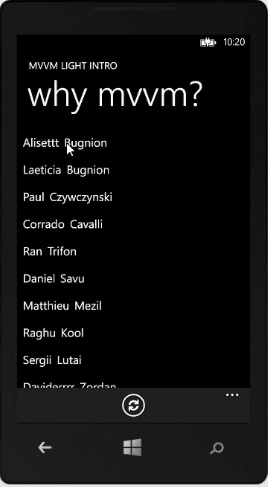 10:20
MVVM LIGHT INTRO
why mvvm?
Alisettt Bugnion
Laeticia Bugnion
Paul Czywczynski
Corrado Cavalli
Ran Trifon
Daniel Savu
Matthieu Mezil
Raghu Kool
Sergii Lutai
Daviderrrr Zordan
...